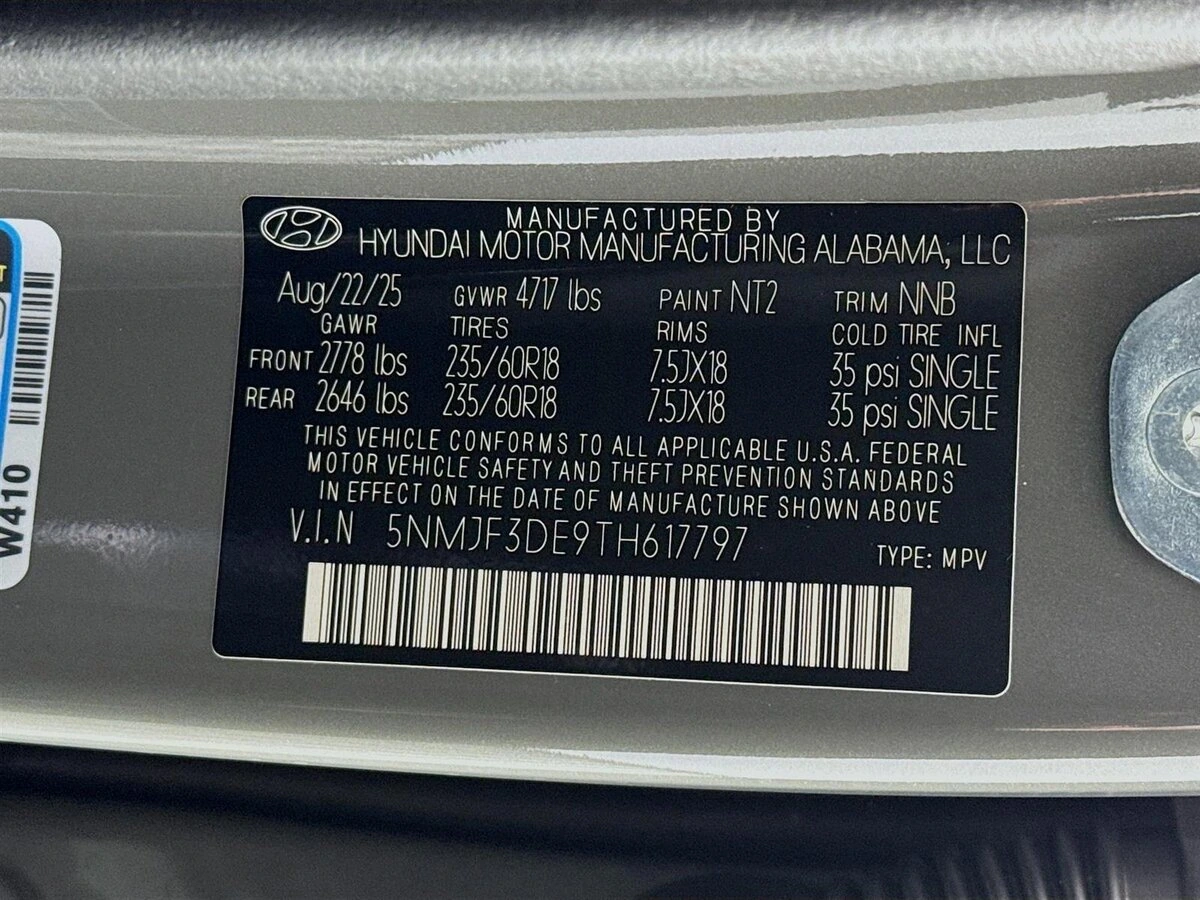 MANUFACTURED BY
HYUNDAI MOTOR MANUFACTURING ALABAMA, LLC
Aug/22/25 GVWR 4717 lbs PAINT NT2 TRIM NNB
GAWR TIRES RIMS COLD TIRE INFL
FRONT 2778 lbs 235/60R18 7.5JX18 35 psi SINGLE
REAR 2646 lbs 235/60R18 7.5JX18 35 psi SINGLE
THIS VEHICLE CONFORMS TO ALL APPLICABLE U.S.A. FEDERAL
MOTOR VEHICLE SAFETY AND THEFT PREVENTION STANDARDS
IN EFFECT ON THE DATE OF MANUFACTURE SHOWN ABOVE
V.I.N 5NMJF3DE9TH617797 TYPE: MPV
W410